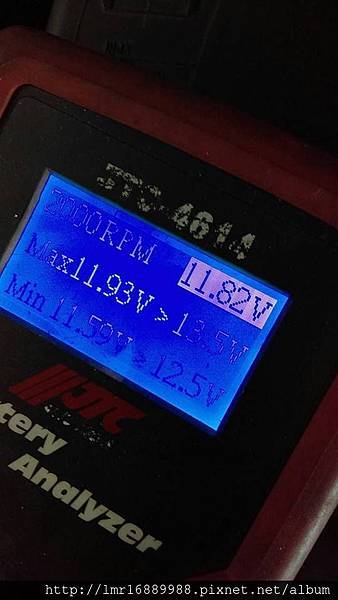 JTC 4614
2000RPM 11.82V
Max11.93V > 13.5V
Min 11.59V > 12.5V
JTC
ttery
Analyzer
http://lmr16889988.pixnet.net/album